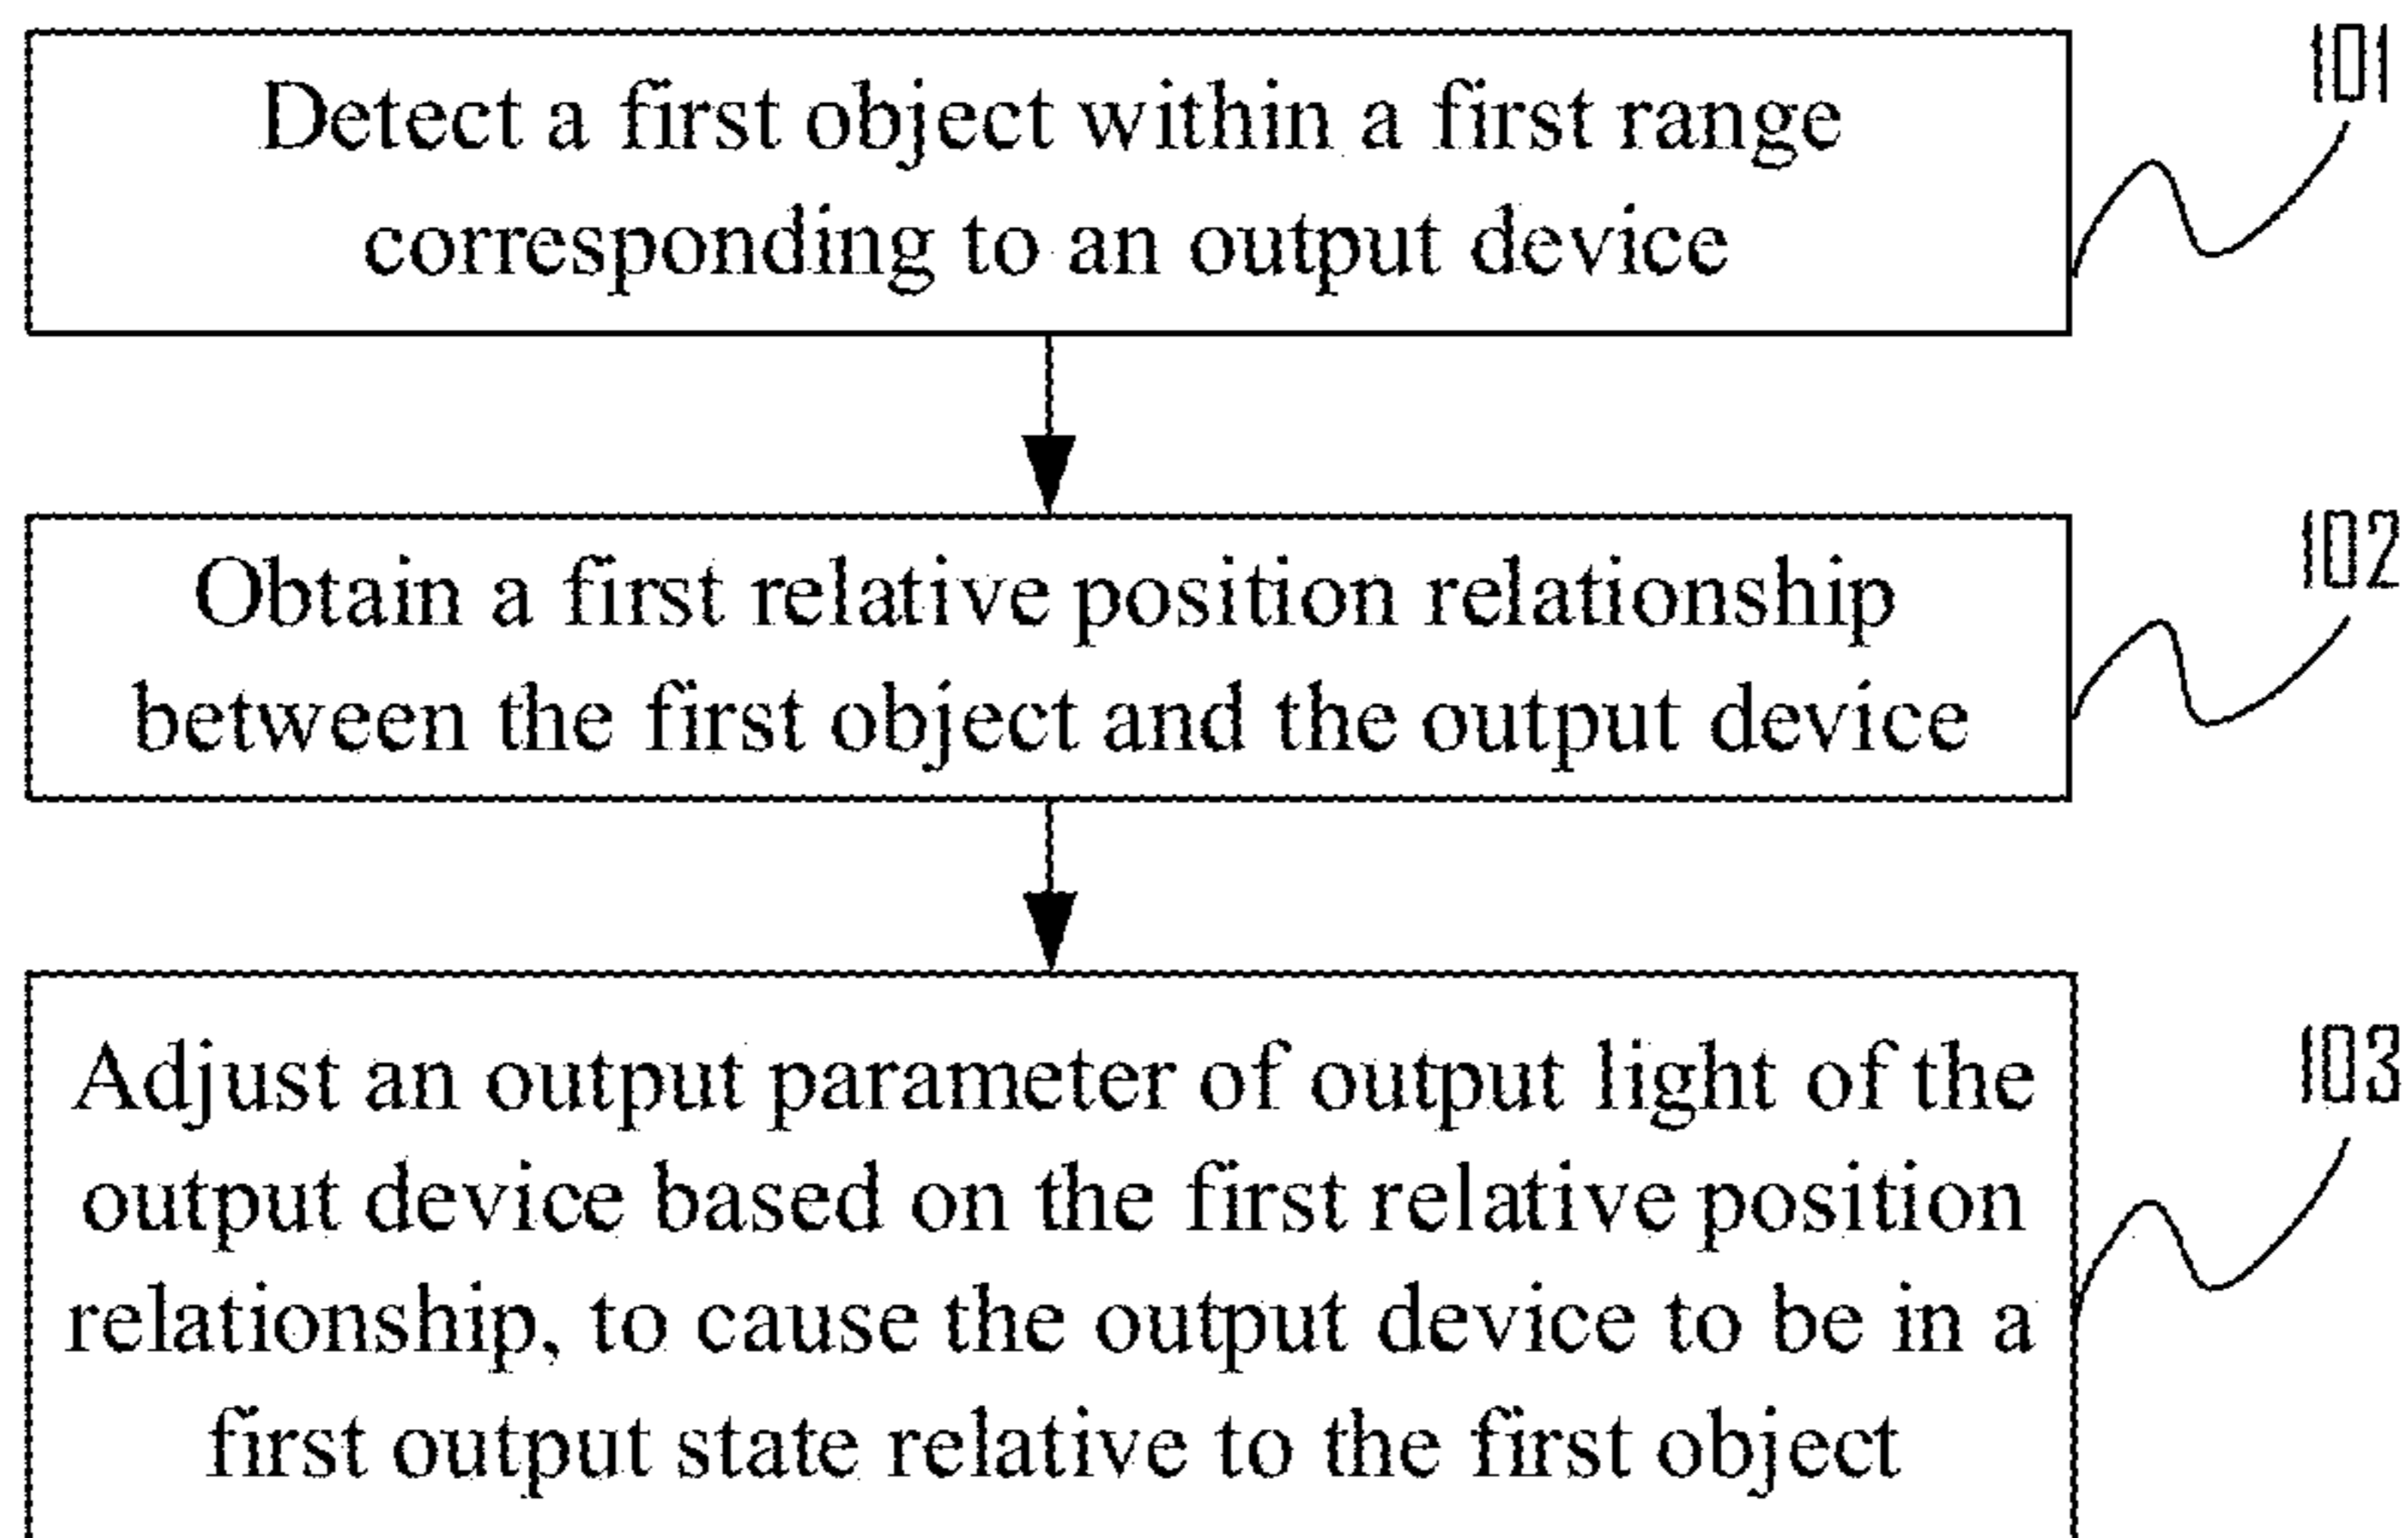 Detect a first object within a first range
corresponding to an output device
101
Obtain a first relative position relationship
between the first object and the output device
102
Adjust an output parameter of output light of the
output device based on the first relative position
relationship, to cause the output device to be in a
first output state relative to the first object
103